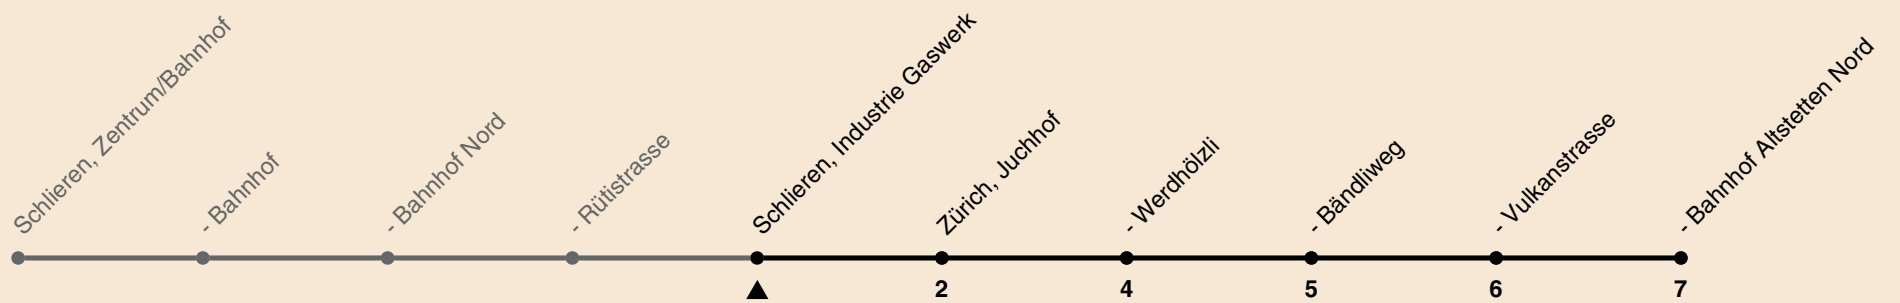 Schlieren, Zentrum/Bahnhof
- Bahnhof
- Bahnhof Nord
- Rütistrasse
Schlieren, Industrie Gaswerk
Zürich, Juchhof
- Werdhölzli
- Bändliweg
- Vulkanstrasse
- Bahnhof Altstetten Nord
2 4 5 6 7